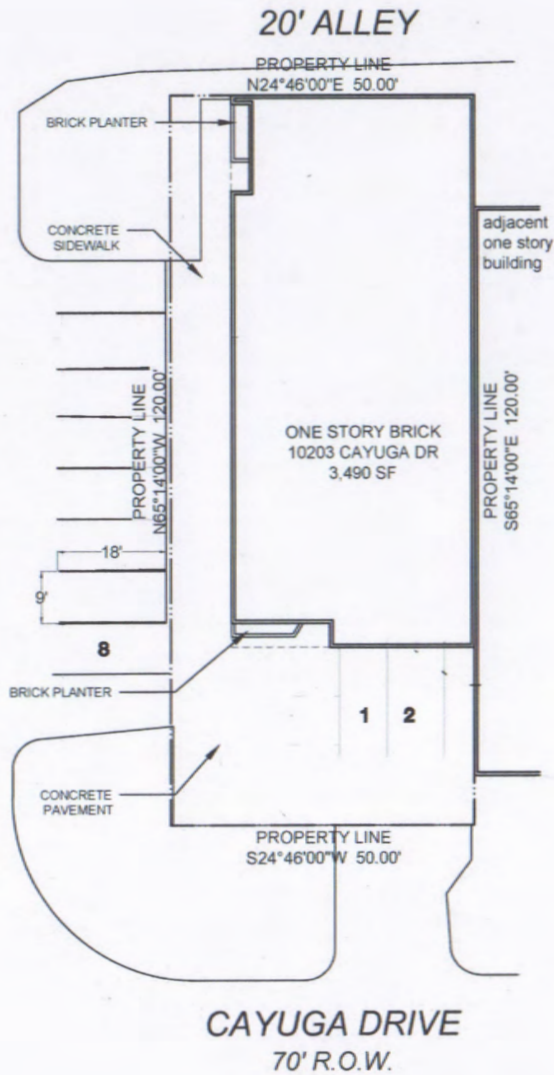 20' ALLEY
PROPERTY LINE
N24°46'00"E 50.00'
BRICK PLANTER
CONCRETE
SIDEWALK
adjacent
one story
building
PROPERTY LINE
N65°14'00"W 120.00'
ONE STORY BRICK
10203 CAYUGA DR
3,490 SF
PROPERTY LINE
S65°14'00"E 120.00'
18'
9'
8
BRICK PLANTER
1 2
CONCRETE
PAVEMENT
PROPERTY LINE
S24°46'00"W 50.00'
CAYUGA DRIVE
70' R.O.W.